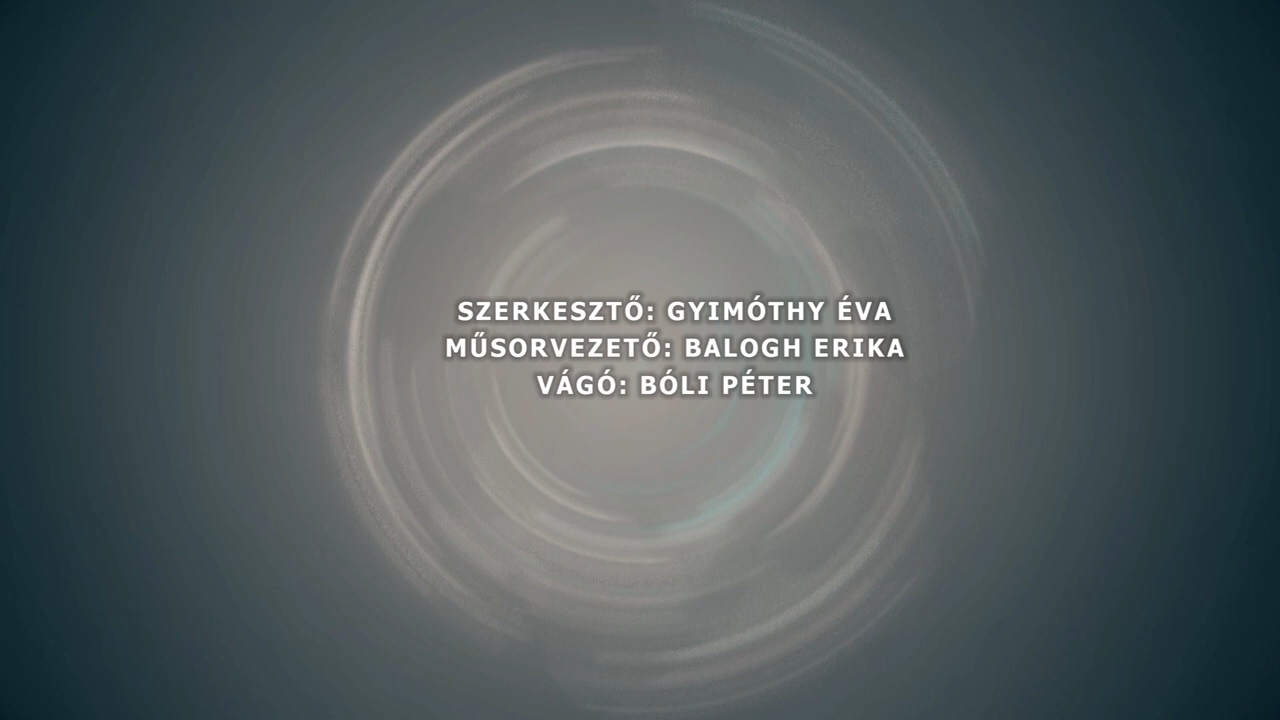 SZERKESZTŐ: GYIMÓTHY ÉVA
MŰSORVEZETŐ: BALOGH ERIKA
VÁGÓ: BÓLI PÉTER